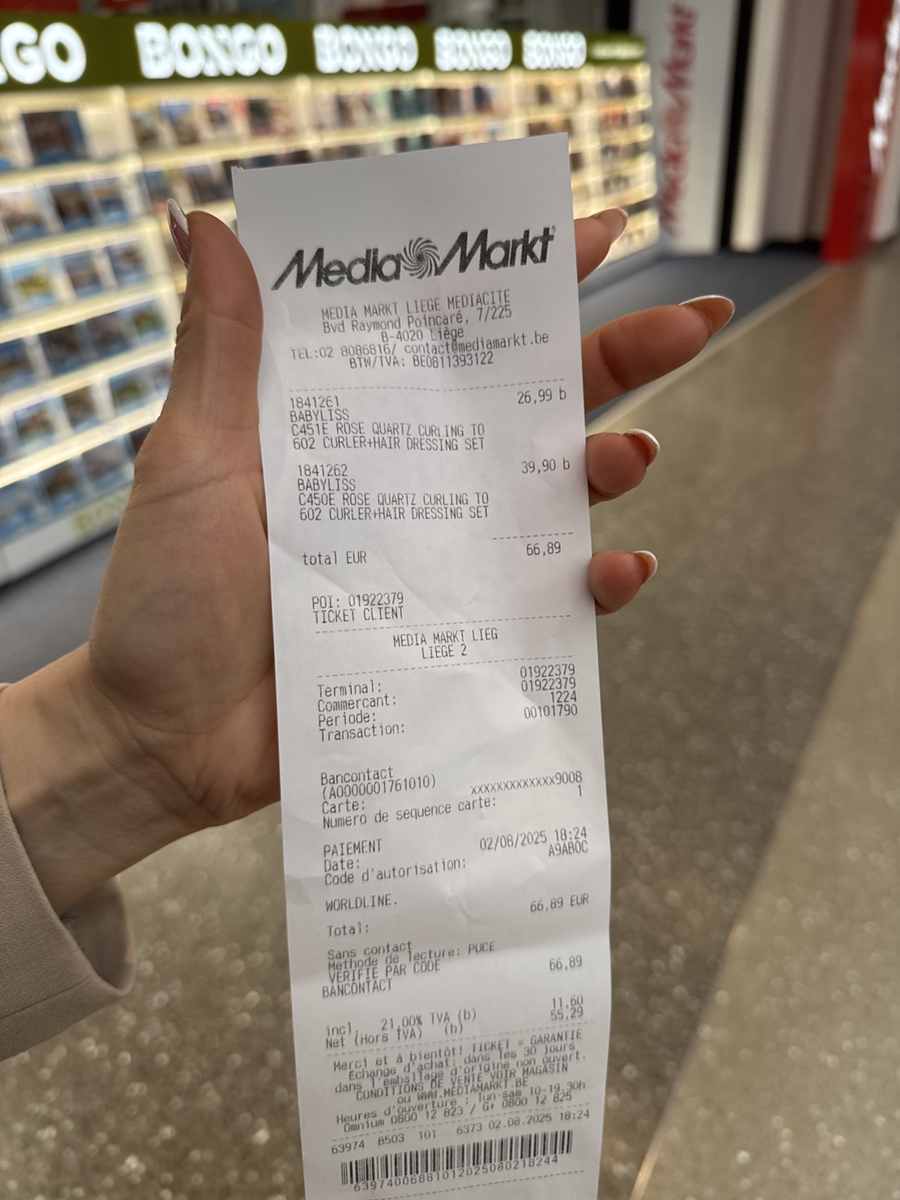 GO
BONGO
BONGO
BONGO
BONGO
Media Markt
Media Markt
MEDIA MARKT LIEGE MEDIACITE
Bvd Raymond Poincaré, 7/225
B-4020 Liège
TEL:02 8086816/ contact@mediamarkt.be
BTW/TVA: BE0811393122
1841261 26,99 b
BABYLISS
C451E ROSE QUARTZ CURLING TO
602 CURLER+HAIR DRESSING SET
1841262 39,90 b
BABYLISS
C450E ROSE QUARTZ CURLING TO
602 CURLER+HAIR DRESSING SET
total EUR 66,89
POI: 01922379
TICKET CLIENT
MEDIA MARKT LIEG
LIEGE 2
Terminal: 01922379
Commercant: 01922379
Periode: 1224
Transaction: 00101790
Bancontact
(A0000001761010)
Carte: xxxxxxxxxxxxx9008
Numero de sequence carte: 1
PAIEMENT
Date: 02/08/2025 18:24
Code d'autorisation: A9AB0C
WORLDLINE.
Total: 66,89 EUR
Sans contact
Methode de lecture: PUCE
VERIFIE PAR CODE
BANCONTACT 66,89
incl. 21,00% TVA (b) 11,60
Net (Hors TVA) (b) 55,29
Merci et à bientôt! TICKET = GARANTIE
Échange d'achat: dans les 30 jours
dans l'emballage d'origine non ouvert.
CONDITIONS DE VENTE VOIR MAGASIN
ou WWW.MEDIAMARKT.BE
Heures d'ouverture : lun-sam 10-19.30h
Omnium 0800 12 823 / G+ 0800 12 825
63974 8503 101 6373 02.08.2025 18:24